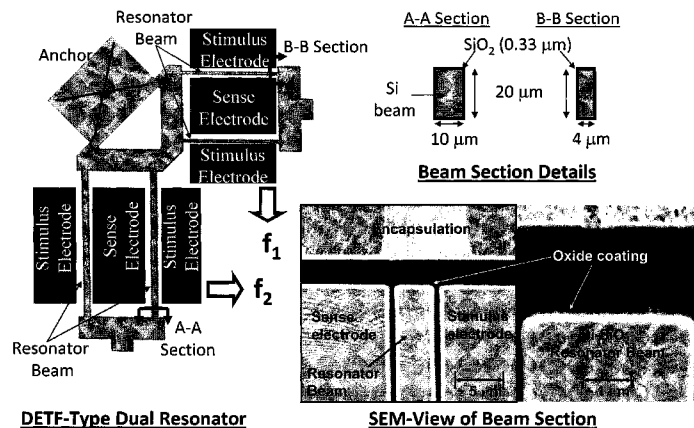 Resonator
Beam
Anchor
Stimulus
Electrode
B-B Section
Sense
Electrode
Stimulus
Electrode
f1
Stimulus
Electrode
Sense
Electrode
Stimulus
Electrode
f2
A-A
Section
Resonator
Beam
DETF-Type Dual Resonator
A-A Section
B-B Section
SiO2 (0.33 μm)
Si
beam
20 μm
10 μm
4 μm
Beam Section Details
Encapsulation
Oxide coating
Sense
electrode
Stimulus
electrode
Resonator
Beam
5 μm
Resonator Beam
SEM-View of Beam Section